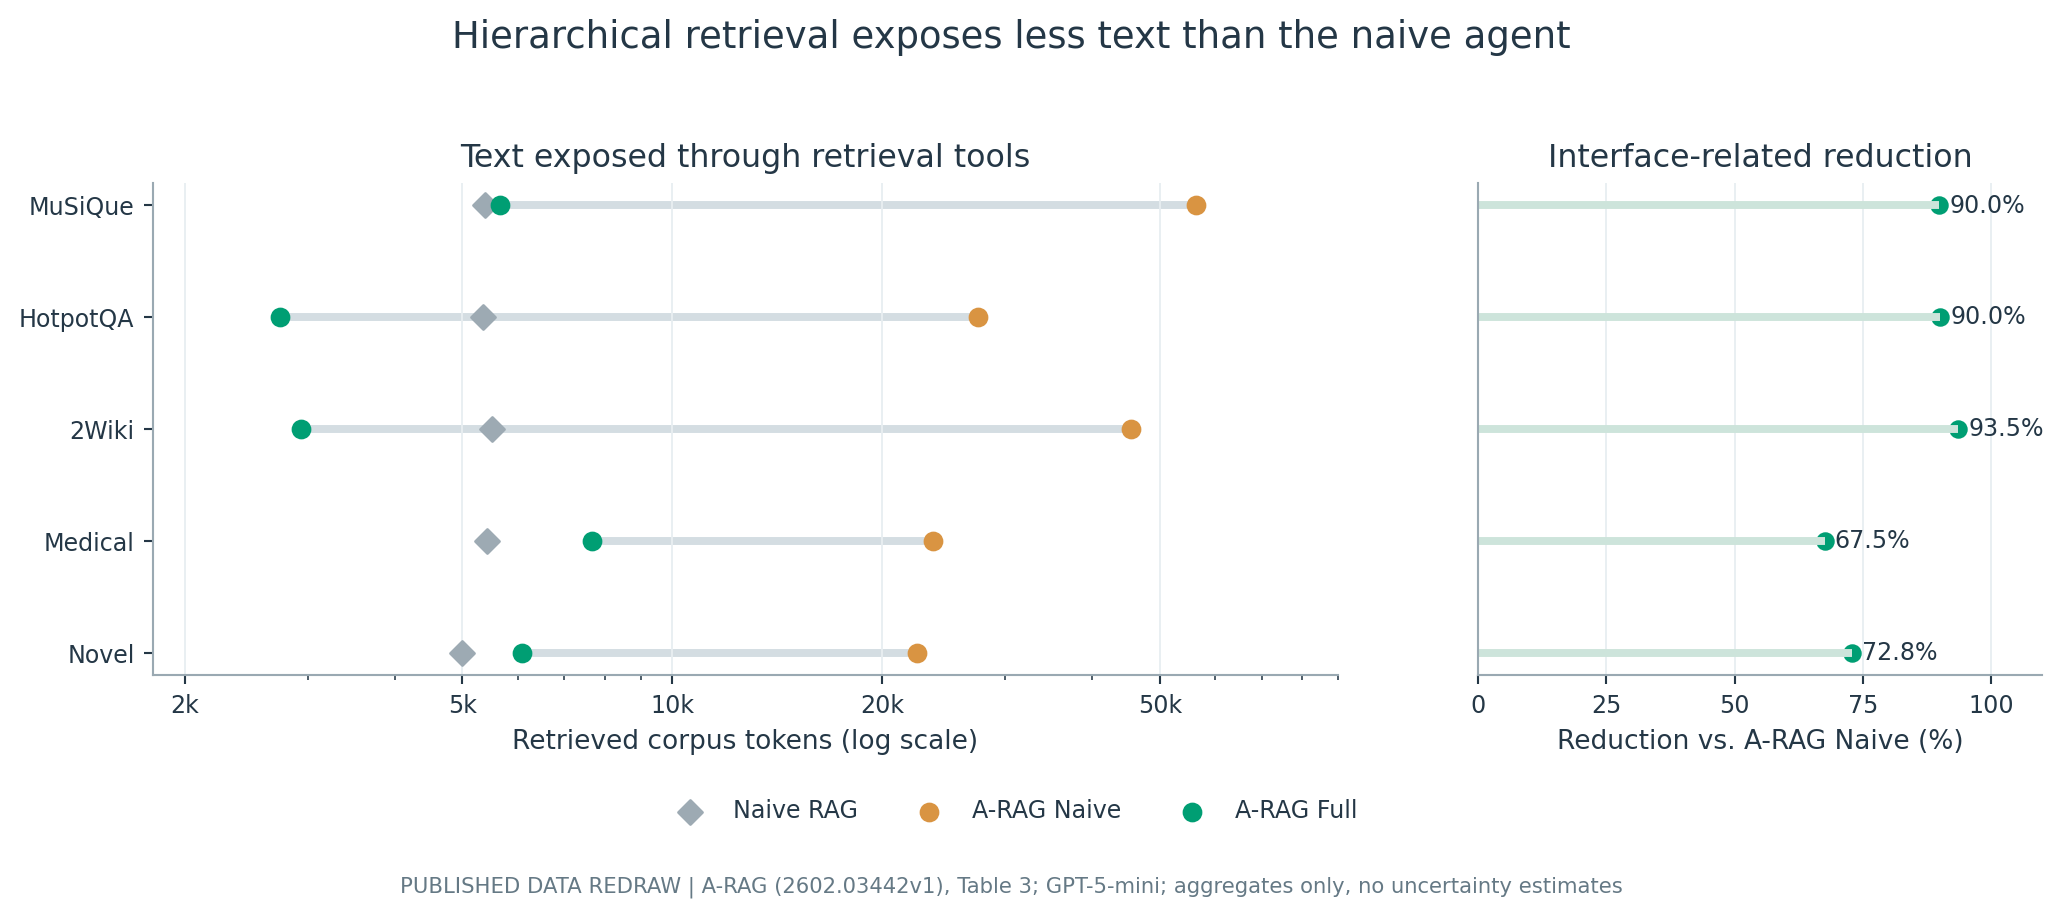 Hierarchical retrieval exposes less text than the naive agent
Text exposed through retrieval tools
MuSiQue
HotpotQA
2Wiki
Medical
Novel
2k 5k 10k 20k 50k
Retrieved corpus tokens (log scale)
Interface-related reduction
90.0%
90.0%
93.5%
67.5%
72.8%
0 25 50 75 100
Reduction vs. A-RAG Naive (%)
Naive RAG A-RAG Naive A-RAG Full
PUBLISHED DATA REDRAW | A-RAG (2602.03442v1), Table 3; GPT-5-mini; aggregates only, no uncertainty estimates